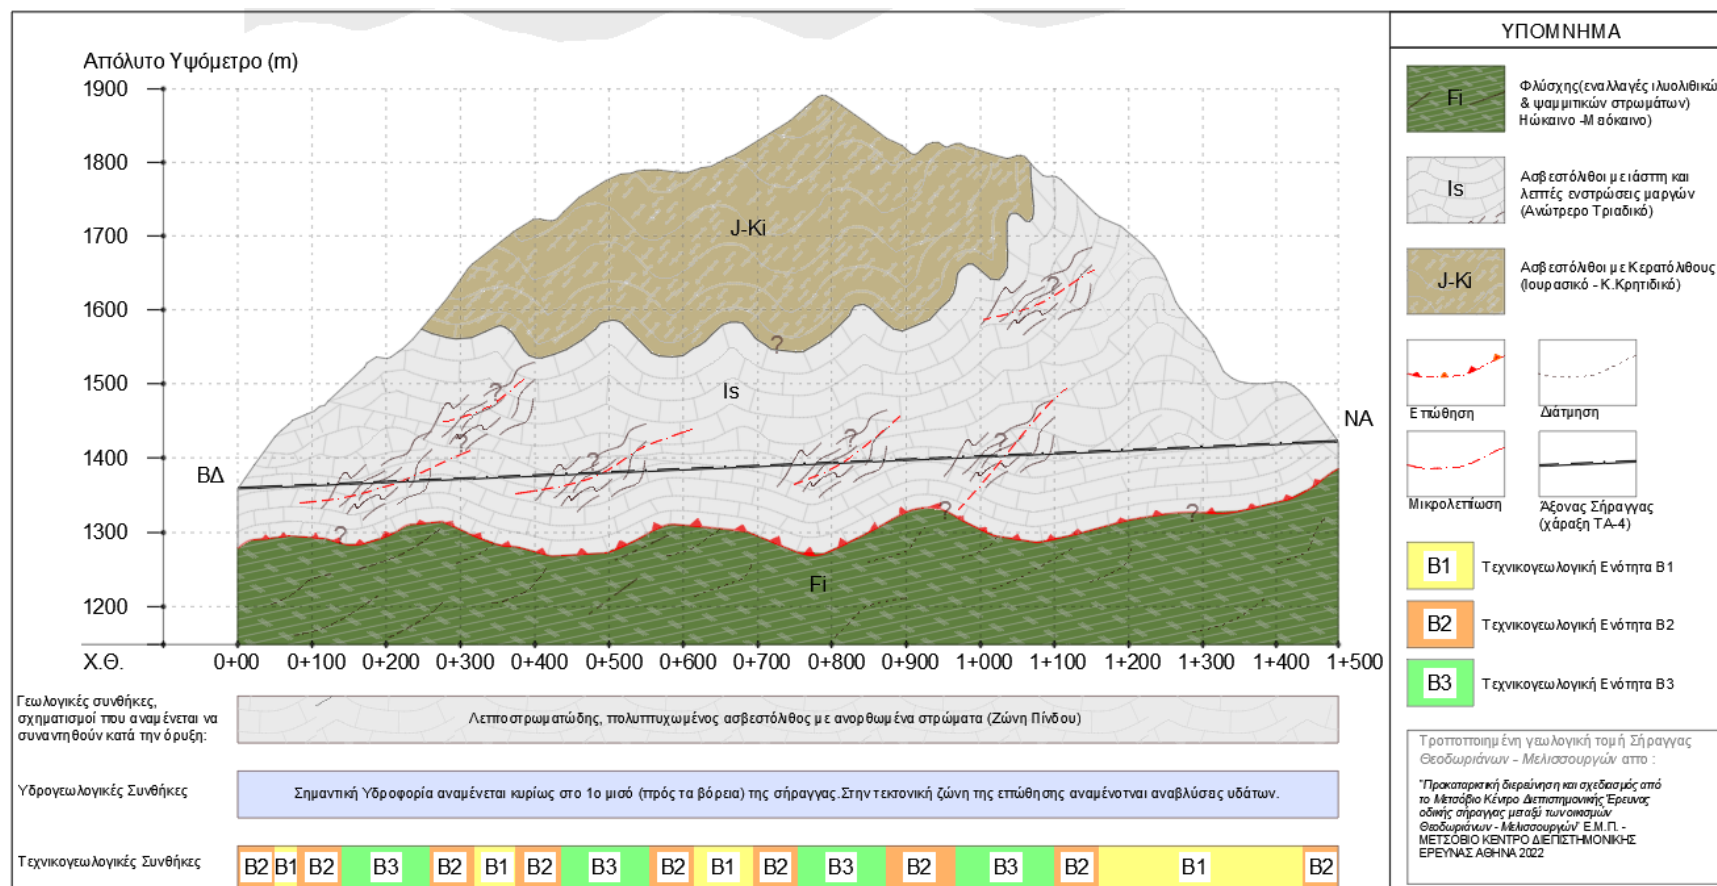 Απόλυτο Υψόμετρο (m)
1900
1800
1700
1600
1500
1400
1300
1200
ΒΔ
ΝΑ
J-Ki
Is
Fi
?
?
?
?
?
?
?
?
?
?
Χ.Θ.
0+00 0+100 0+200 0+300 0+400 0+500 0+600 0+700 0+800 0+900 1+000 1+100 1+200 1+300 1+400 1+500
Γεωλογικές συνθήκες,
σχηματισμοί που αναμένεται να
συναντηθούν κατά την όρυξη:
Λεπτοστρωματώδης, πολυπτυχωμένος ασβεστόλιθος με ανορθωμένα στρώματα (Ζώνη Πίνδου)
Υδρογεωλογικές Συνθήκες
Σημαντική Υδροφορία αναμένεται κυρίως στο 1ο μισό (πρός τα βόρεια) της σήραγγας.Στην τεκτονική ζώνη της επώθησης αναμένοτναι αναβλύσεις υδάτων.
Τεχνικογεωλογικές Συνθήκες
B2 B1 B2 B3 B2 B1 B2 B3 B2 B1 B2 B3 B2 B3 B2 B1 B2
ΥΠΟΜΝΗΜΑ
Fi
Φλύσχης(εναλλαγές ιλυολιθικώ
& ψαμμιτικών στρωμάτων)
Ηώκαινο -Μειόκαινο)
Is
Ασβεστόλιθοι με ιάσπη και
λεπτές ενστρώσεις μαργών
(Ανώτρερο Τριαδικό)
J-Ki
Ασβεστόλιθοι με Κερατόλιθους
(Ιουρασικό - Κ.Κρητιδικό)
Επώθηση
Διάτμηση
Μικρολεπίωση
Άξονας Σήραγγας
(χάραξη ΤΑ-4)
B1 Τεχνικογεωλογική Ενότητα Β1
B2 Τεχνικογεωλογική Ενότητα Β2
B3 Τεχνικογεωλογική Ενότητα Β3
Τροποποιημένη γεωλογική τομή Σήραγγας
Θεοδωριάνων - Μελισσουργών απο :
"Προκαταρκτική διερεύνηση και σχεδιασμός από
το Μετσόβιο Κέντρο Διεπιστημονικής Έρευνας
οδικής σήραγγας μεταξύ των οικισμών
Θεοδωριάνων - Μελισσουργών" Ε.Μ.Π. -
ΜΕΤΣΟΒΙΟ ΚΕΝΤΡΟ ΔΙΕΠΙΣΤΗΜΟΝΙΚΗΣ
ΕΡΕΥΝΑΣ ΑΘΗΝΑ 2022